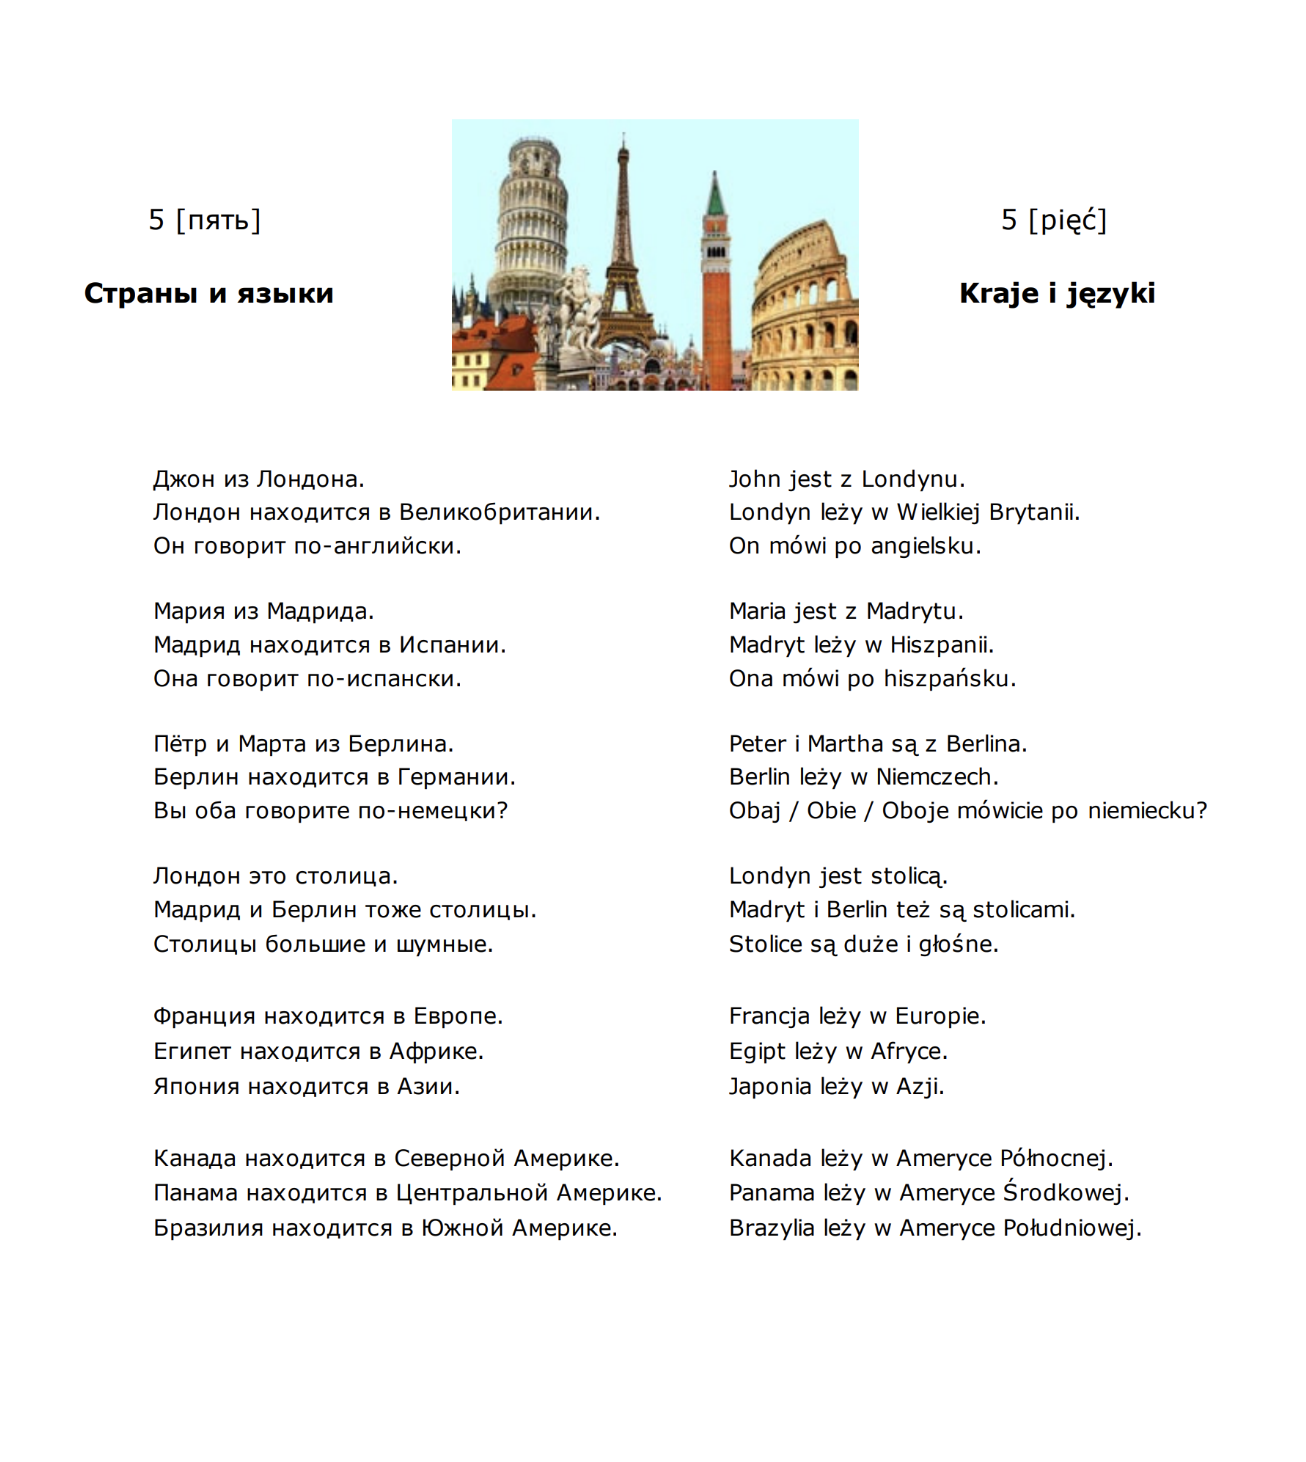 5 [пять]
Страны и языки
5 [pięć]
Kraje i języki
Джон из Лондона.
Лондон находится в Великобритании.
Он говорит по-английски.
Мария из Мадрида.
Мадрид находится в Испании.
Она говорит по-испански.
Пётр и Марта из Берлина.
Берлин находится в Германии.
Вы оба говорите по-немецки?
Лондон это столица.
Мадрид и Берлин тоже столицы.
Столицы большие и шумные.
Франция находится в Европе.
Египет находится в Африке.
Япония находится в Азии.
Канада находится в Северной Америке.
Панама находится в Центральной Америке.
Бразилия находится в Южной Америке.
John jest z Londynu.
Londyn leży w Wielkiej Brytanii.
On mówi po angielsku.
Maria jest z Madrytu.
Madryt leży w Hiszpanii.
Ona mówi po hiszpańsku.
Peter i Martha są z Berlina.
Berlin leży w Niemczech.
Obaj / Obie / Oboje mówicie po niemiecku?
Londyn jest stolicą.
Madryt i Berlin też są stolicami.
Stolice są duże i głośne.
Francja leży w Europie.
Egipt leży w Afryce.
Japonia leży w Azji.
Kanada leży w Ameryce Północnej.
Panama leży w Ameryce Środkowej.
Brazylia leży w Ameryce Południowej.